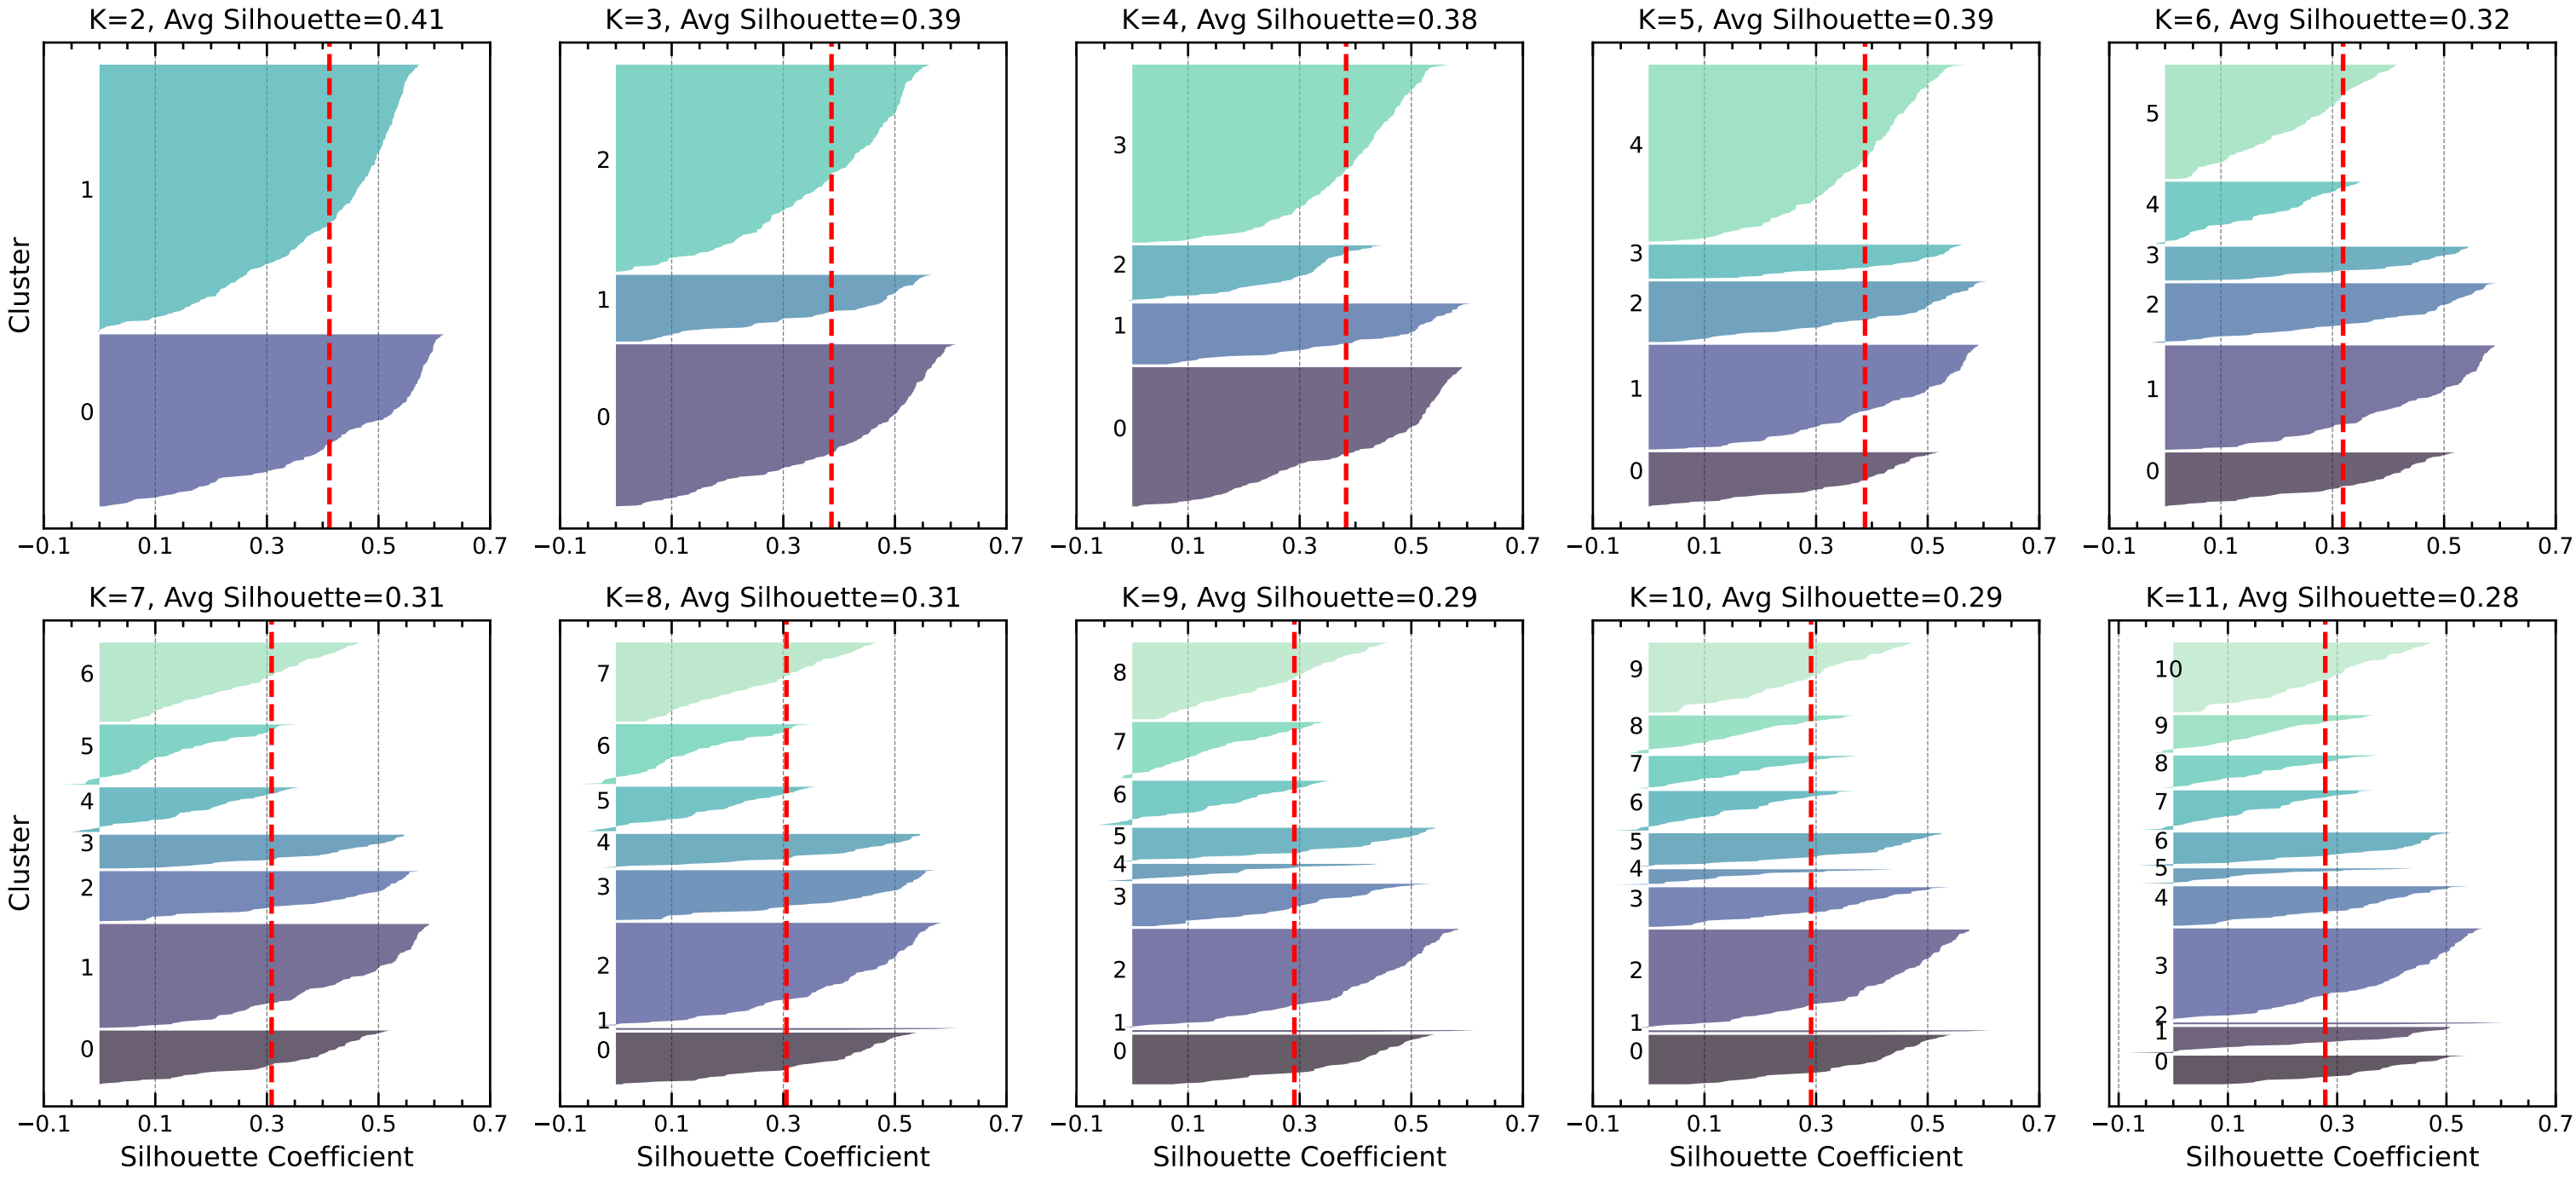 K=2, Avg Silhouette=0.41
Cluster
1
0
−0.1 0.1 0.3 0.5 0.7
K=3, Avg Silhouette=0.39
2
1
0
−0.1 0.1 0.3 0.5 0.7
K=4, Avg Silhouette=0.38
3
2
1
0
−0.1 0.1 0.3 0.5 0.7
K=5, Avg Silhouette=0.39
4
3
2
1
0
−0.1 0.1 0.3 0.5 0.7
K=6, Avg Silhouette=0.32
5
4
3
2
1
0
−0.1 0.1 0.3 0.5 0.7
K=7, Avg Silhouette=0.31
Cluster
6
5
4
3
2
1
0
−0.1 0.1 0.3 0.5 0.7
Silhouette Coefficient
K=8, Avg Silhouette=0.31
7
6
5
4
3
2
1
0
−0.1 0.1 0.3 0.5 0.7
Silhouette Coefficient
K=9, Avg Silhouette=0.29
8
7
6
5
4
3
2
1
0
−0.1 0.1 0.3 0.5 0.7
Silhouette Coefficient
K=10, Avg Silhouette=0.29
9
8
7
6
5
4
3
2
1
0
−0.1 0.1 0.3 0.5 0.7
Silhouette Coefficient
K=11, Avg Silhouette=0.28
10
9
8
7
6
5
4
3
2
1
0
−0.1 0.1 0.3 0.5 0.7
Silhouette Coefficient